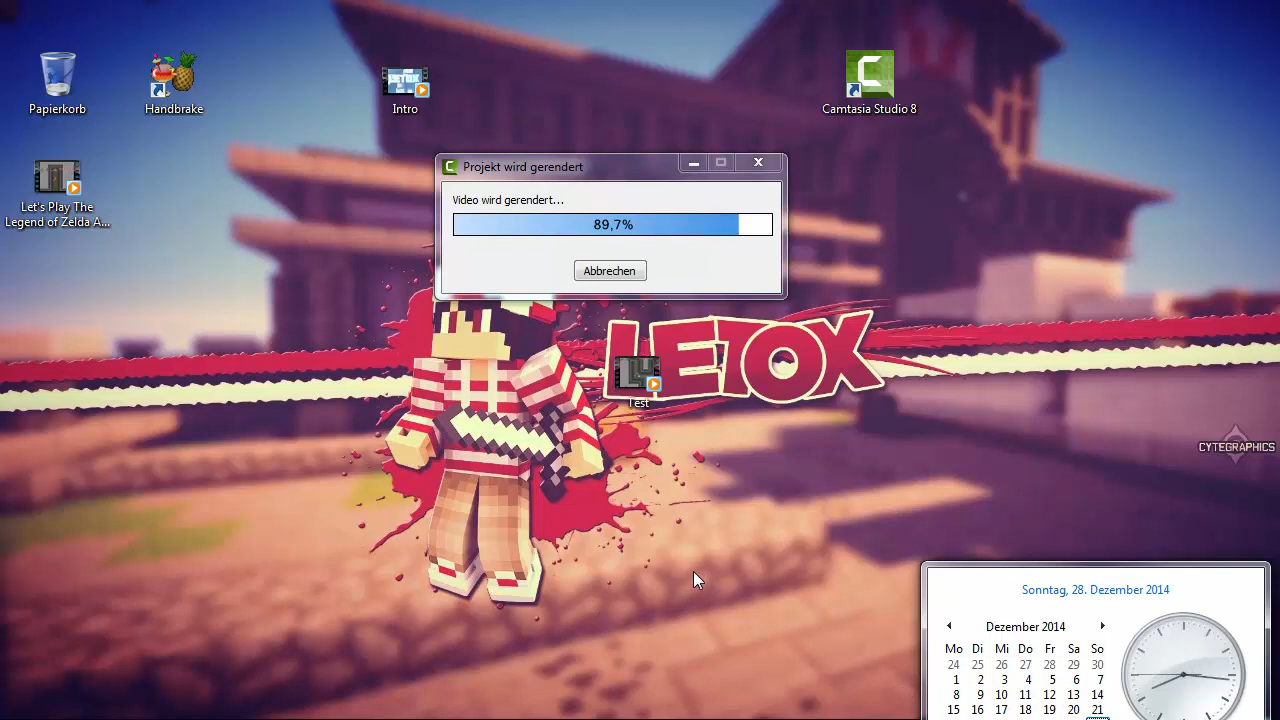 Papierkorb
Handbrake
LETOX
Intro
Camtasia Studio 8
Let's Play The
Legend of Zelda A...
Projekt wird gerendert
Video wird gerendert...
89,7%
Abbrechen
LETOX
Test
CYTEGRAPHICS
Sonntag, 28. Dezember 2014
Dezember 2014
Mo Di Mi Do Fr Sa So
24 25 26 27 28 29 30
1 2 3 4 5 6 7
8 9 10 11 12 13 14
15 16 17 18 19 20 21